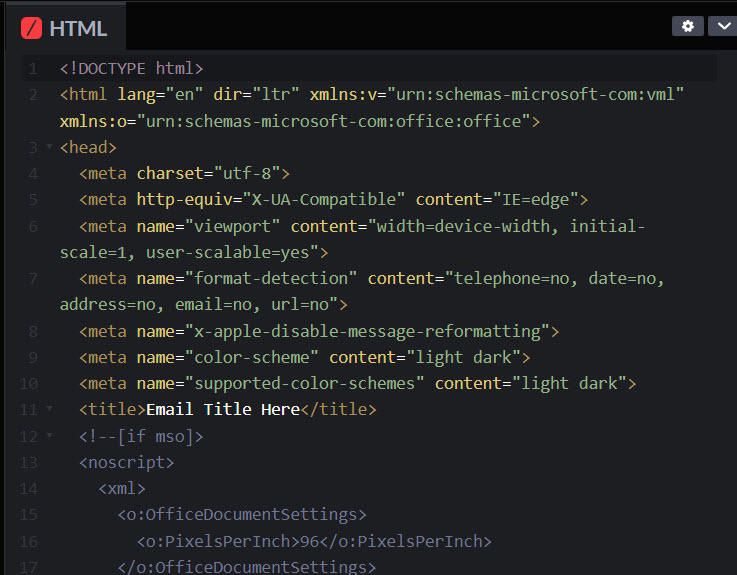 HTML
1 <!DOCTYPE html>
2 <html lang="en" dir="ltr" xmlns:v="urn:schemas-microsoft-com:vml"
xmlns:o="urn:schemas-microsoft-com:office:office">
3 <head>
4 <meta charset="utf-8">
5 <meta http-equiv="X-UA-Compatible" content="IE=edge">
6 <meta name="viewport" content="width=device-width, initial-
scale=1, user-scalable=yes">
7 <meta name="format-detection" content="telephone=no, date=no,
address=no, email=no, url=no">
8 <meta name="x-apple-disable-message-reformatting">
9 <meta name="color-scheme" content="light dark">
10 <meta name="supported-color-schemes" content="light dark">
11 <title>Email Title Here</title>
12 <!--[if mso]>
13 <noscript>
14 <xml>
15 <o:OfficeDocumentSettings>
16 <o:PixelsPerInch>96</o:PixelsPerInch>
17 </o:OfficeDocumentSettings>